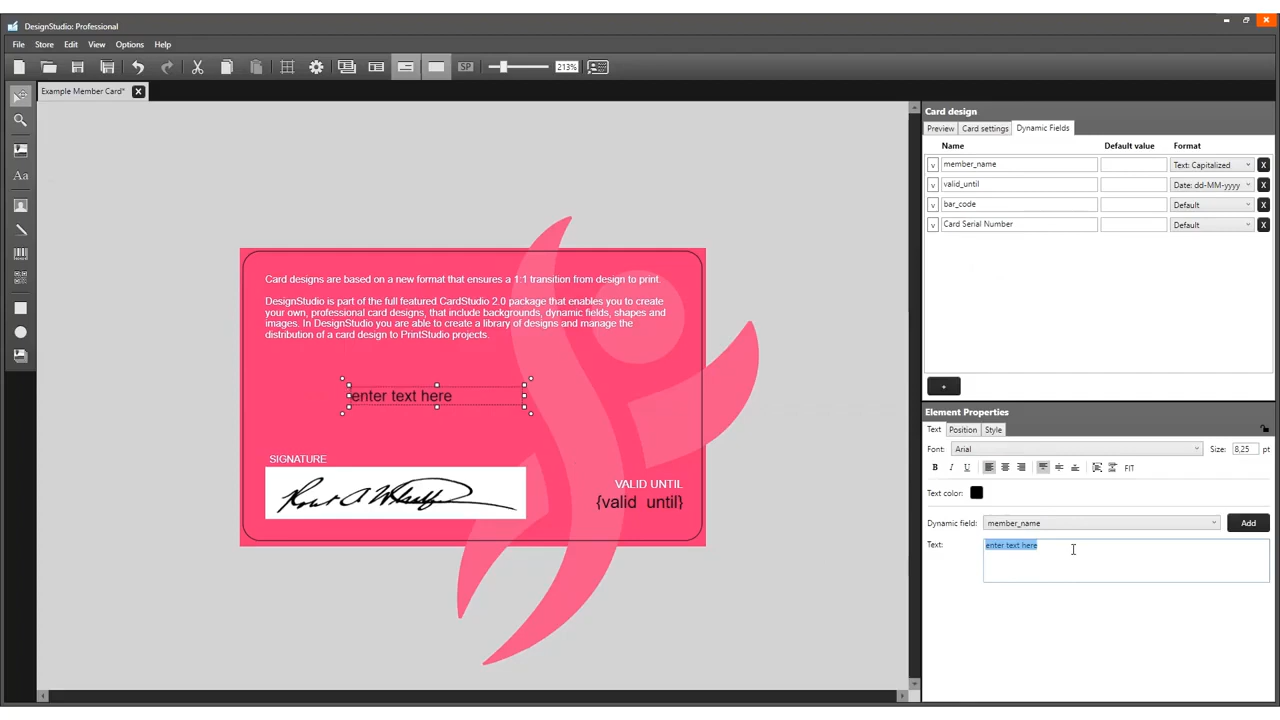 DesignStudio: Professional
File Store Edit View Options Help
SP 213%
Example Member Card* X
Card design
Preview Card settings Dynamic Fields
Name Default value Format
v member_name Text: Capitalized X
v valid_until Date: dd-MM-yyyy X
v bar_code Default X
v Card Serial Number Default X
+
Card designs are based on a new format that ensures a 1:1 transition from design to print.
DesignStudio is part of the full featured CardStudio 2.0 package that enables you to create
your own, professional card designs, that include backgrounds, dynamic fields, shapes and
images. In DesignStudio you are able to create a library of designs and manage the
distribution of a card design to PrintStudio projects.
enter text here
SIGNATURE
VALID UNTIL
{valid_until}
Element Properties
Text Position Style
Font: Arial Size: 8,25 pt
B I U FIT
Text color:
Dynamic field: member_name Add
Text: enter text here
Aa